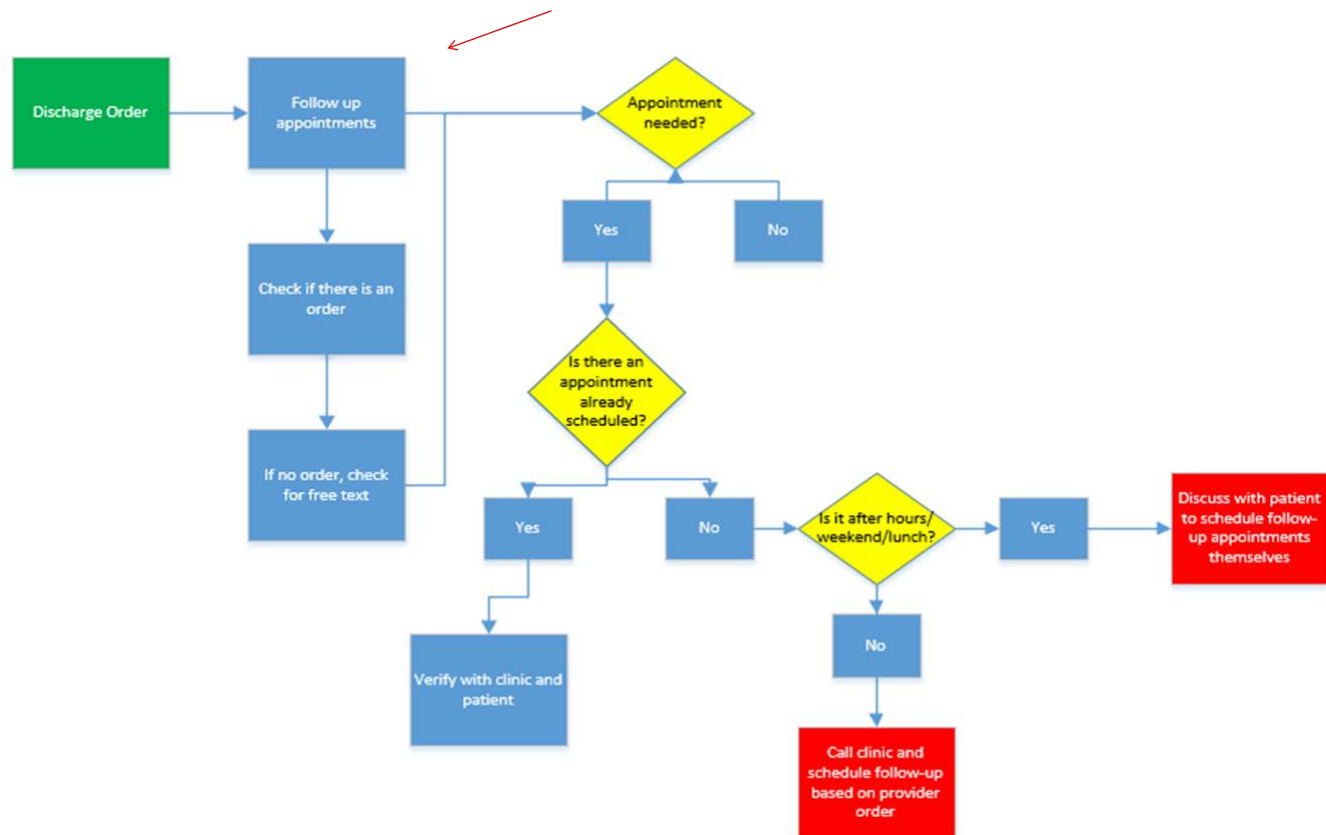 Discharge Order
Follow up
appointments
Appointment
needed?
Yes
No
Check if there is an
order
Is there an
appointment
already
scheduled?
If no order, check
for free text
Yes
No
Is it after hours/
weekend/lunch?
Yes
Discuss with patient
to schedule follow-
up appointments
themselves
Verify with clinic and
patient
No
Call clinic and
schedule follow-up
based on provider
order